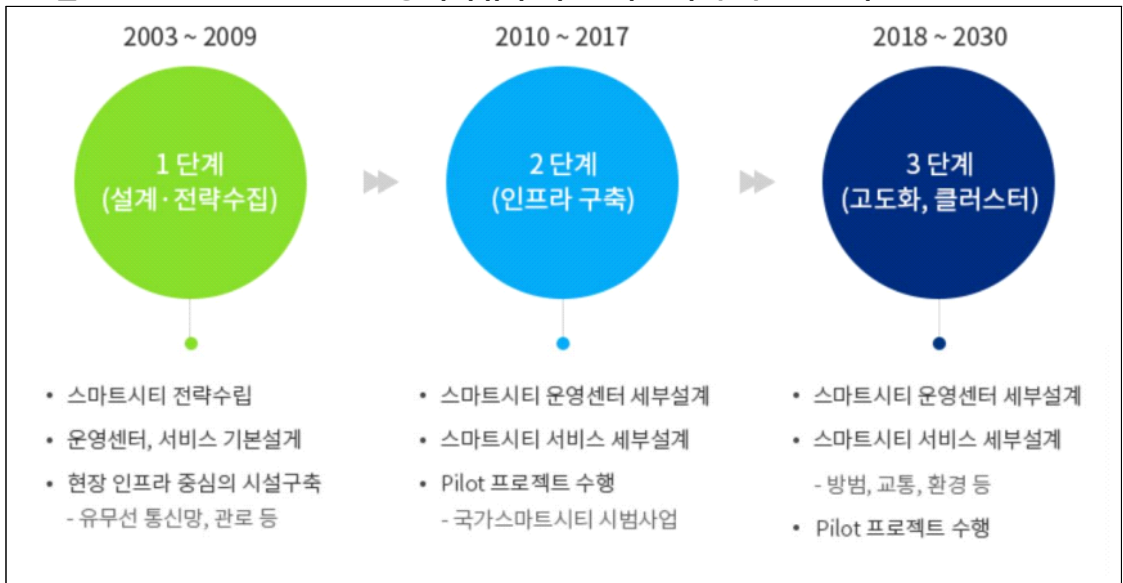 2003 ~ 2009
1 단계
(설계·전략수집)
• 스마트시티 전략수립
• 운영센터, 서비스 기본설게
• 현장 인프라 중심의 시설구축
- 유무선 통신망, 관로 등
2010 ~ 2017
2 단계
(인프라 구축)
• 스마트시티 운영센터 세부설계
• 스마트시티 서비스 세부설계
• Pilot 프로젝트 수행
- 국가스마트시티 시범사업
2018 ~ 2030
3 단계
(고도화, 클러스터)
• 스마트시티 운영센터 세부설계
• 스마트시티 서비스 세부설계
- 방범, 교통, 환경 등
• Pilot 프로젝트 수행